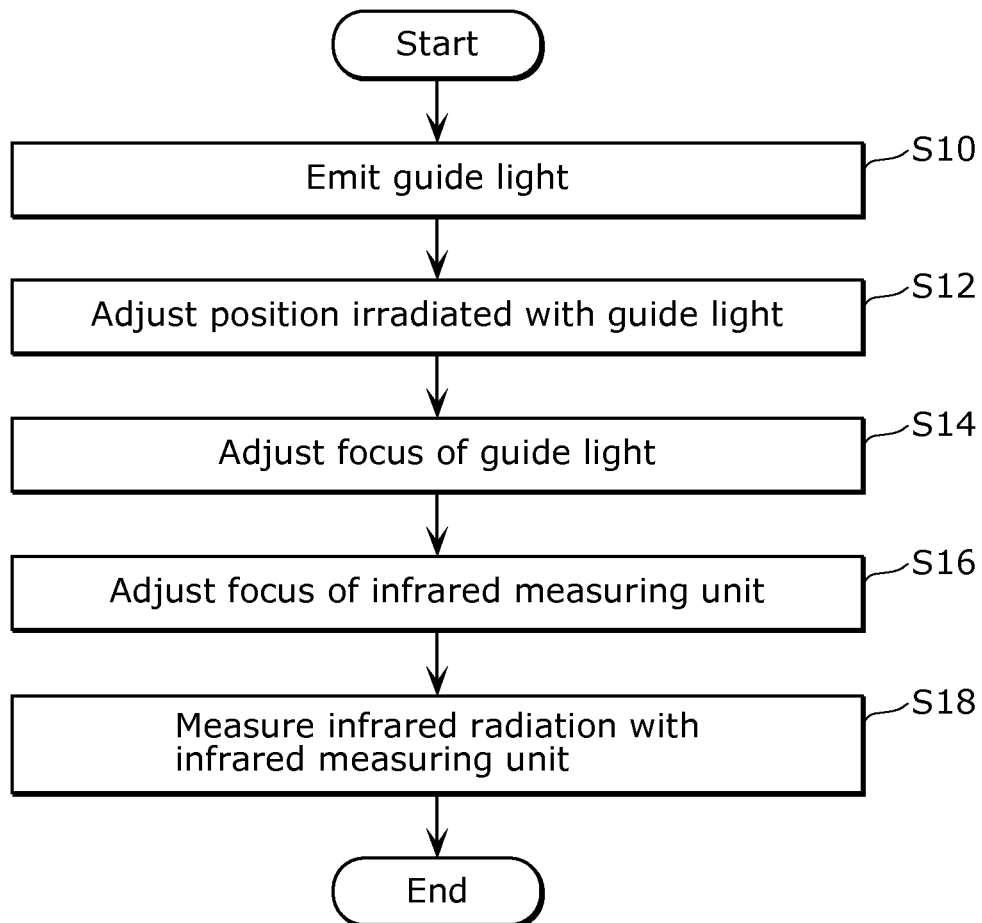 Start
S10
Emit guide light
S12
Adjust position irradiated with guide light
S14
Adjust focus of guide light
S16
Adjust focus of infrared measuring unit
S18
Measure infrared radiation with
infrared measuring unit
End